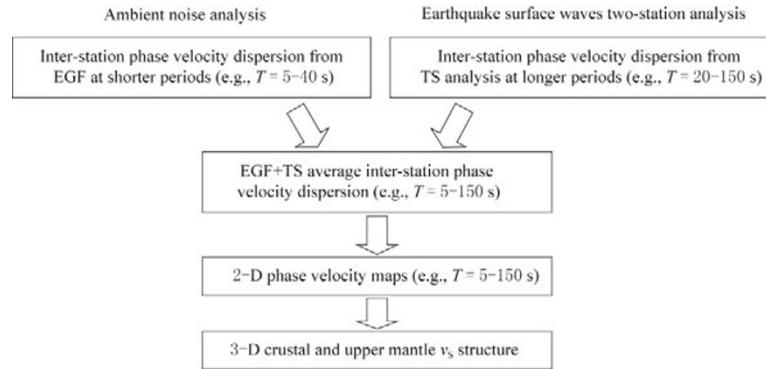 Ambient noise analysis
Earthquake surface waves two-station analysis
Inter-station phase velocity dispersion from
EGF at shorter periods (e.g., T=5-40 s)
Inter-station phase velocity dispersion from
TS analysis at longer periods (e.g., T=20-150 s)
EGF+TS average inter-station phase
velocity dispersion (e.g., T=5-150 s)
2-D phase velocity maps (e.g., T=5-150 s)
3-D crustal and upper mantle vs structure